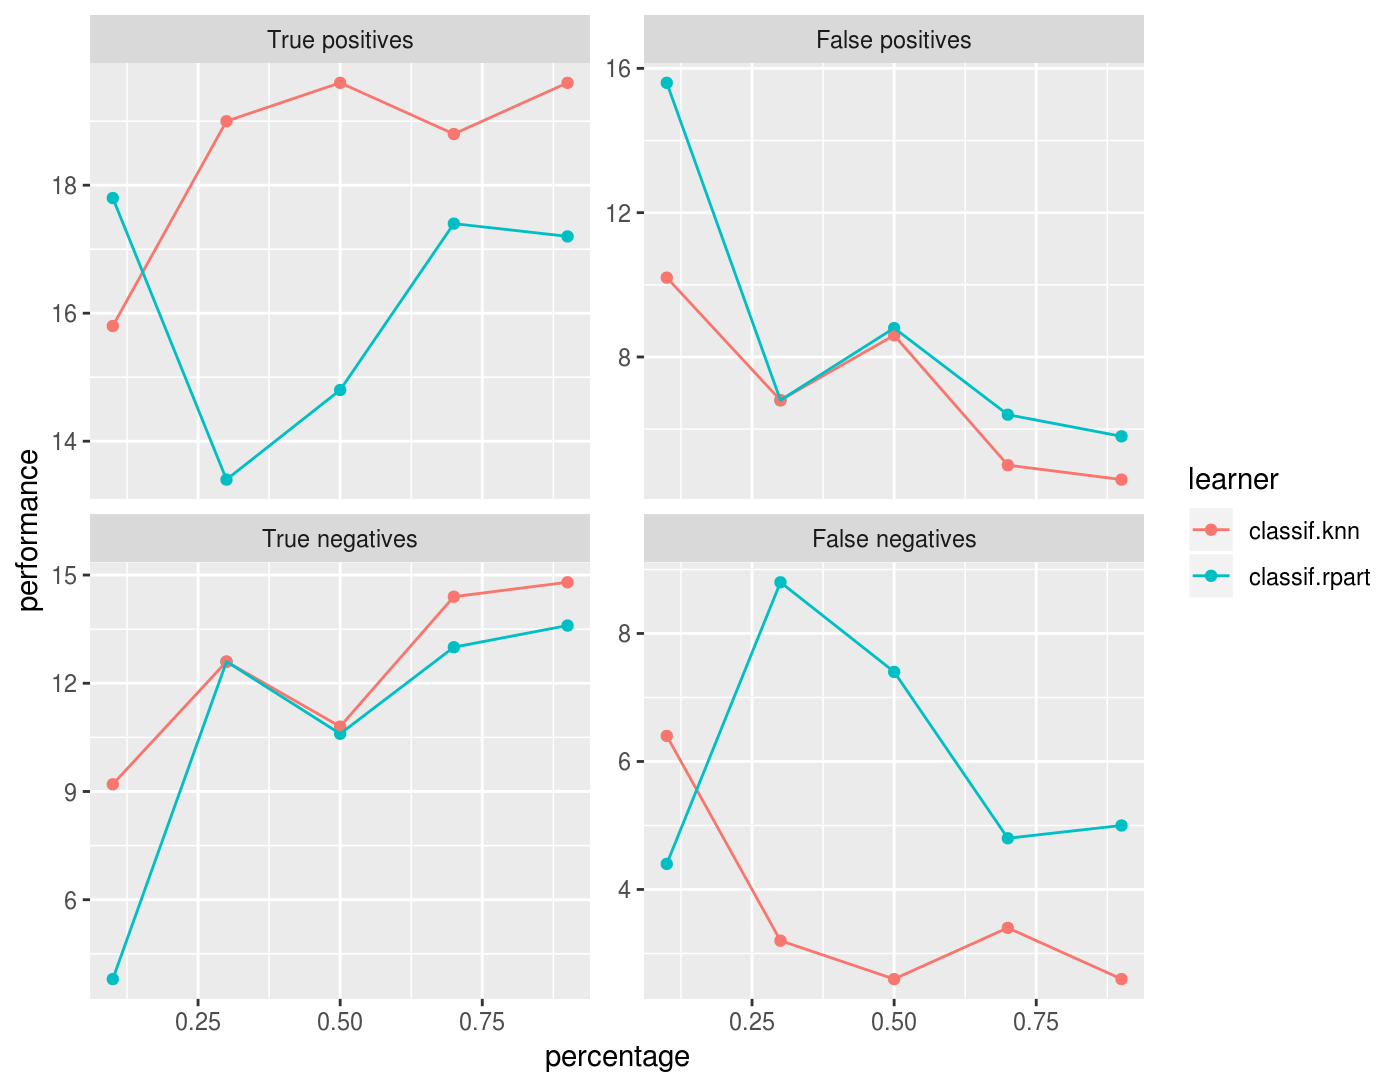 True positives
False positives
18
16
14
16
12
8
performance
True negatives
False negatives
15
12
9
6
8
6
4
0.25 0.50 0.75
0.25 0.50 0.75
percentage
learner
classif.knn
classif.rpart